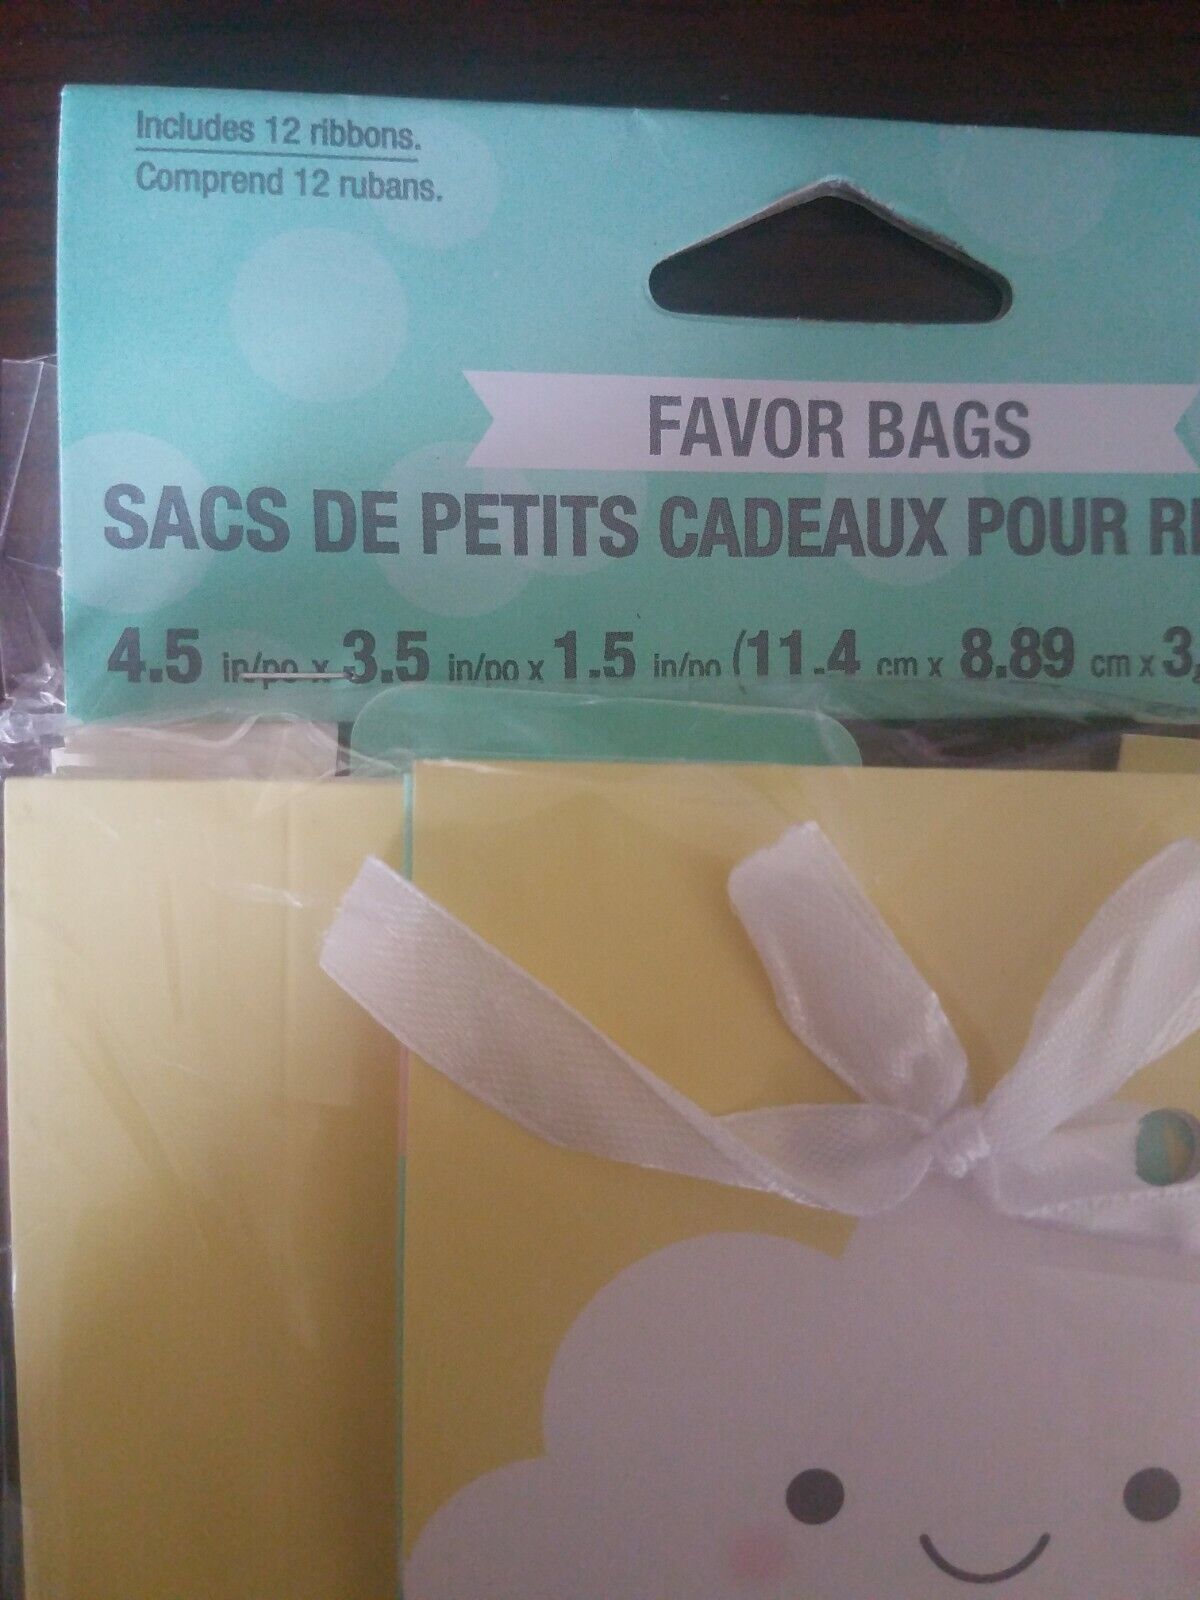 Includes 12 ribbons.
Comprend 12 rubans.
FAVOR BAGS
SACS DE PETITS CADEAUX POUR
4.5 in/po x 3.5 in/po x 1.5 in/po (11.4 cm x 8.89 cm x